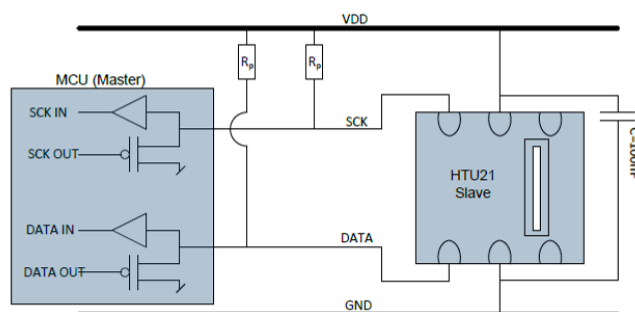 VDD
MCU (Master)
Rp
Rp
SCK IN
SCK
SCK OUT
HTU21
Slave
DATA IN
DATA
DATA OUT
GND